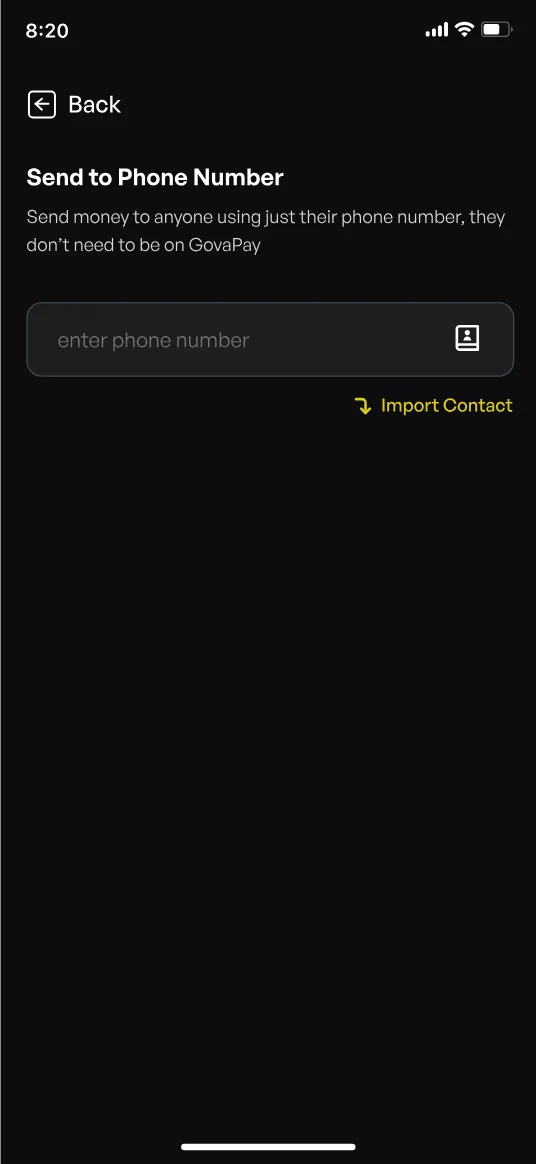 8:20
Back
Send to Phone Number
Send money to anyone using just their phone number, they
don’t need to be on GovaPay
enter phone number
Import Contact